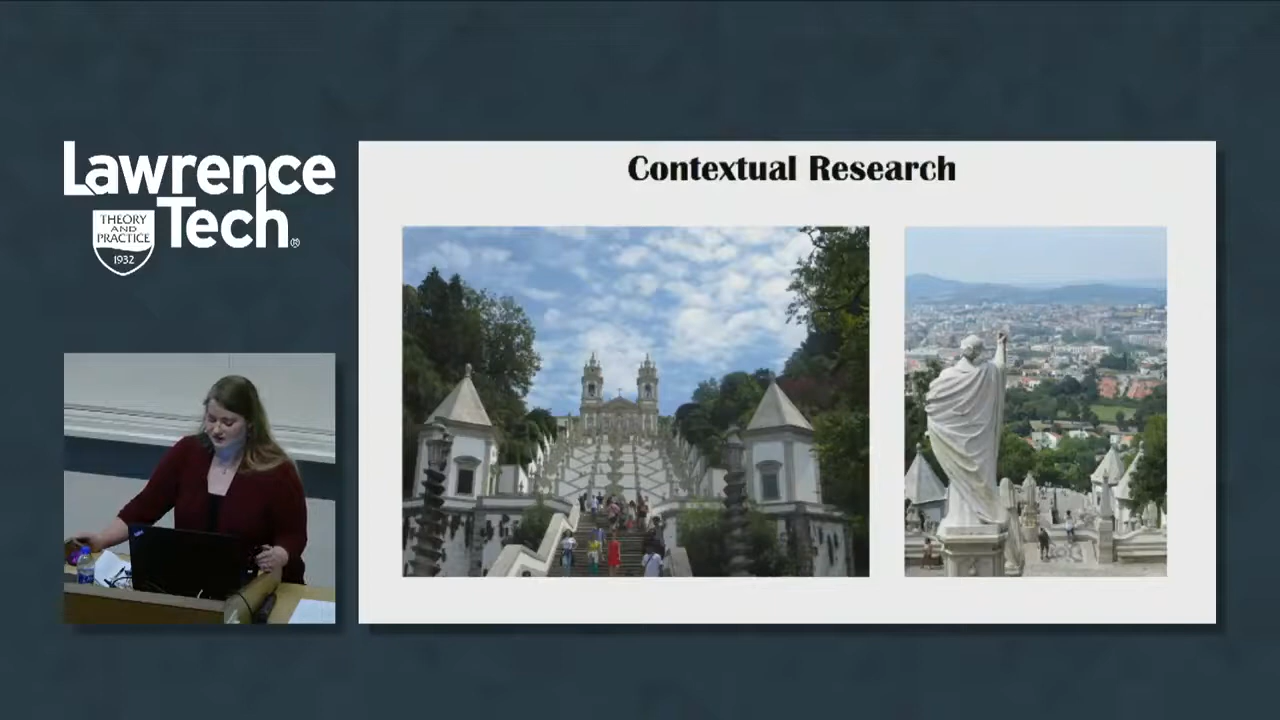 Lawrence
Tech®
THEORY
AND
PRACTICE
1932
Contextual Research